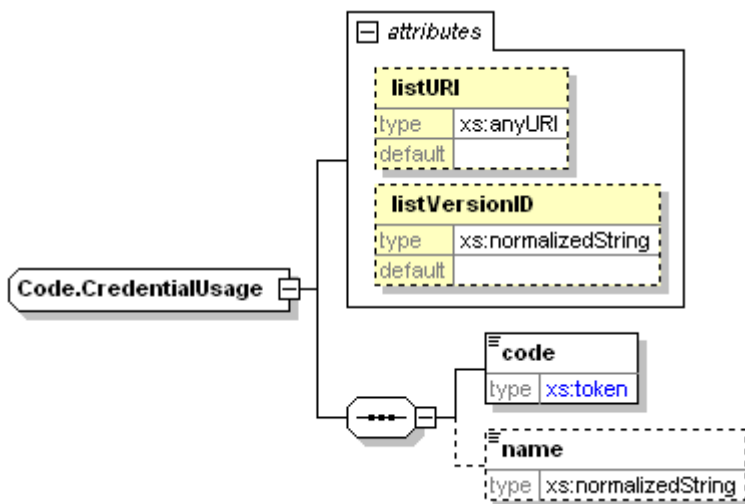 attributes
listURI
type xs:anyURI
default
listVersionID
type xs:normalizedString
default
Code.CredentialUsage
code
type xs:token
name
type xs:normalizedString